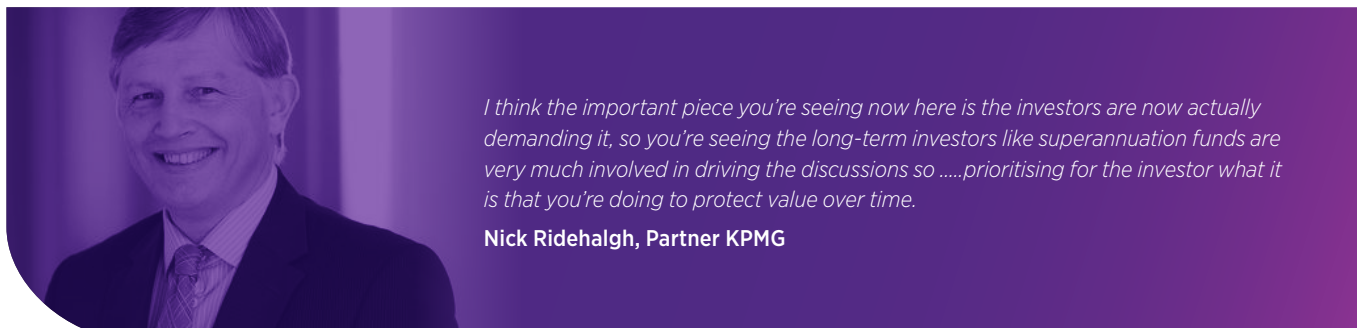 I think the important piece you’re seeing now here is the investors are now actually
demanding it, so you’re seeing the long-term investors like superannuation funds are
very much involved in driving the discussions so .....prioritising for the investor what it
is that you’re doing to protect value over time.
Nick Ridehalgh, Partner KPMG